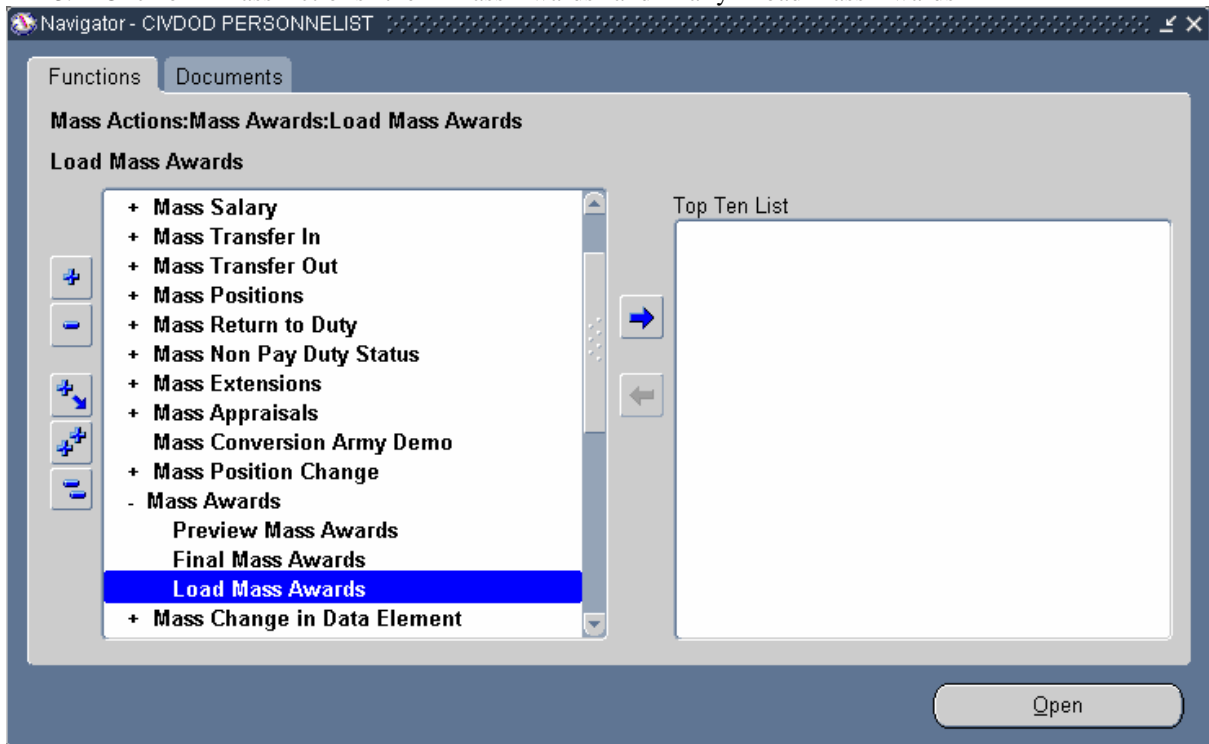 Navigator - CIVDOD PERSONNELIST
Functions
Documents
Mass Actions:Mass Awards:Load Mass Awards
Load Mass Awards
+ Mass Salary
+ Mass Transfer In
+ Mass Transfer Out
+ Mass Positions
+ Mass Return to Duty
+ Mass Non Pay Duty Status
+ Mass Extensions
+ Mass Appraisals
Mass Conversion Army Demo
+ Mass Position Change
- Mass Awards
Preview Mass Awards
Final Mass Awards
Load Mass Awards
+ Mass Change in Data Element
Top Ten List
Open